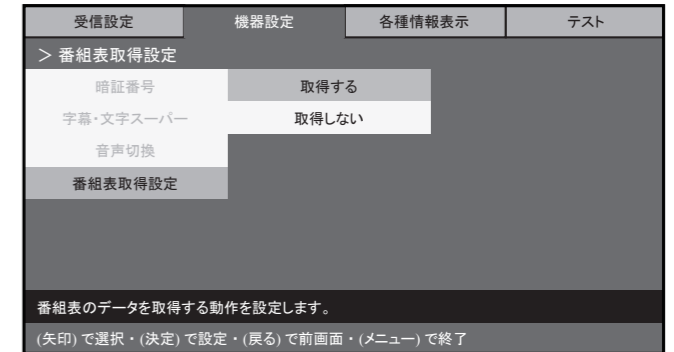 受信設定 機器設定 各種情報表示 テスト
＞ 番組表取得設定
暗証番号 取得する
字幕・文字スーパー 取得しない
音声切換
番組表取得設定
番組表のデータを取得する動作を設定します。
(矢印) で選択・(決定) で設定・(戻る) で前画面・(メニュー) で終了